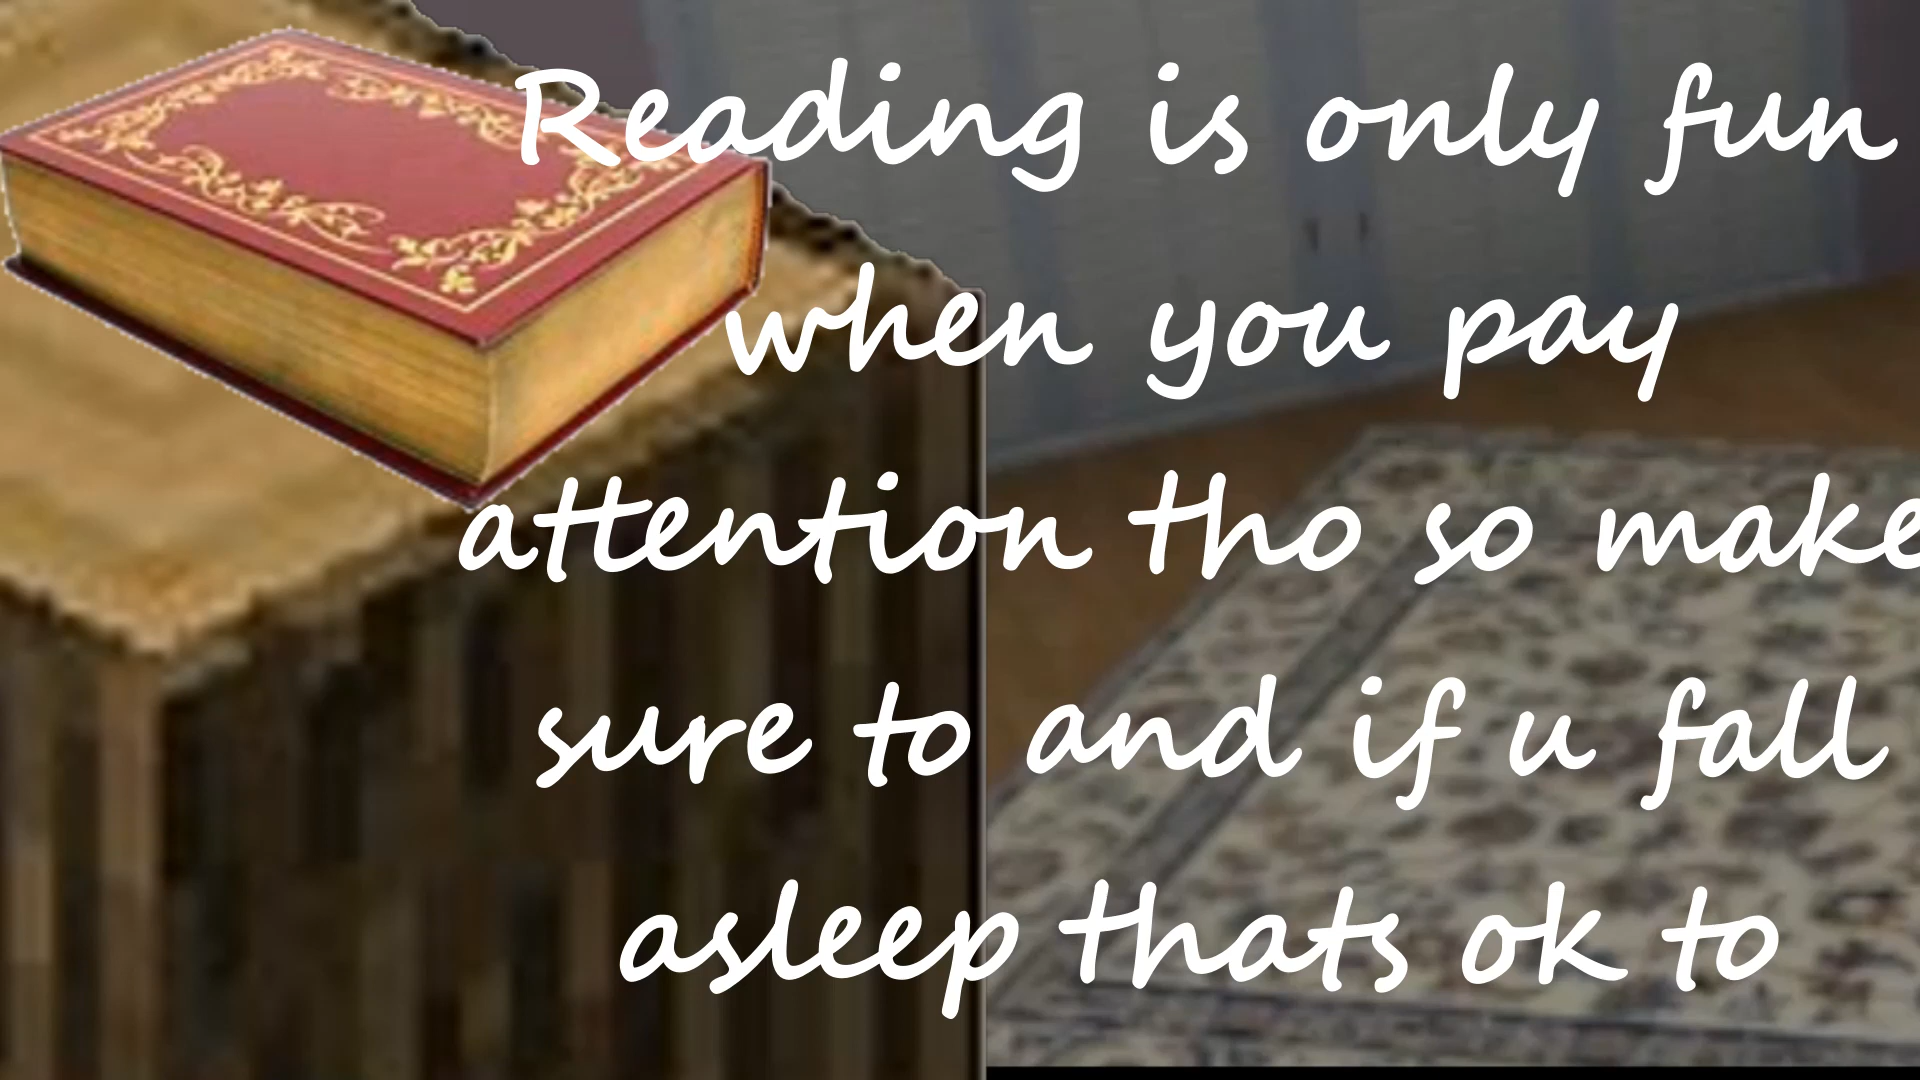 Reading is only fun
when you pay
attention tho so make
sure to and if u fall
asleep thats ok to